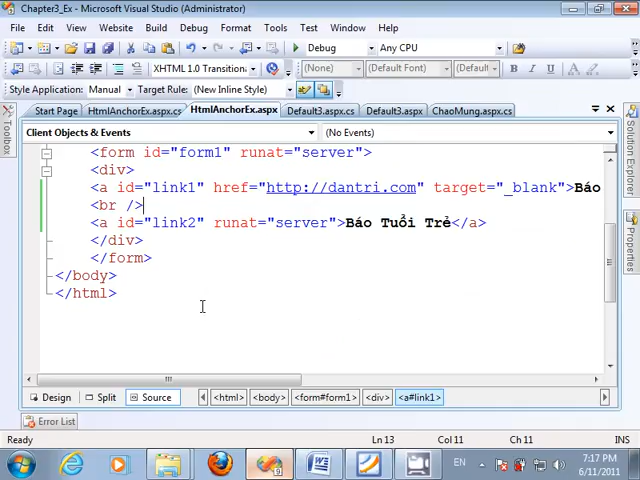 Chapter3_Ex - Microsoft Visual Studio (Administrator)
File Edit View Website Build Debug Format Tools Test Window Help
Debug Any CPU
XHTML 1.0 Transition (None) (Default B I U
Style Application: Manual Target Rule: (New Inline Style)
Start Page HtmlAnchorEx.aspx.cs HtmlAnchorEx.aspx Default3.aspx.cs Default3.aspx ChaoMung.aspx.cs
Toolbox
Client Objects & Events (No Events)
Solution Explorer
Properties
<form id="form1" runat="server">
<div>
<a id="link1" href="http://dantri.com" target="_blank">Báo
<br />
<a id="link2" runat="server">Báo Tuổi Trẻ</a>
</div>
</form>
</body>
</html>
Design Split Source <html> <body> <form#form1> <div> <a#link1>
Error List
Ready Ln 13 Col 11 Ch 11 INS
EN 7:17 PM
6/11/2011